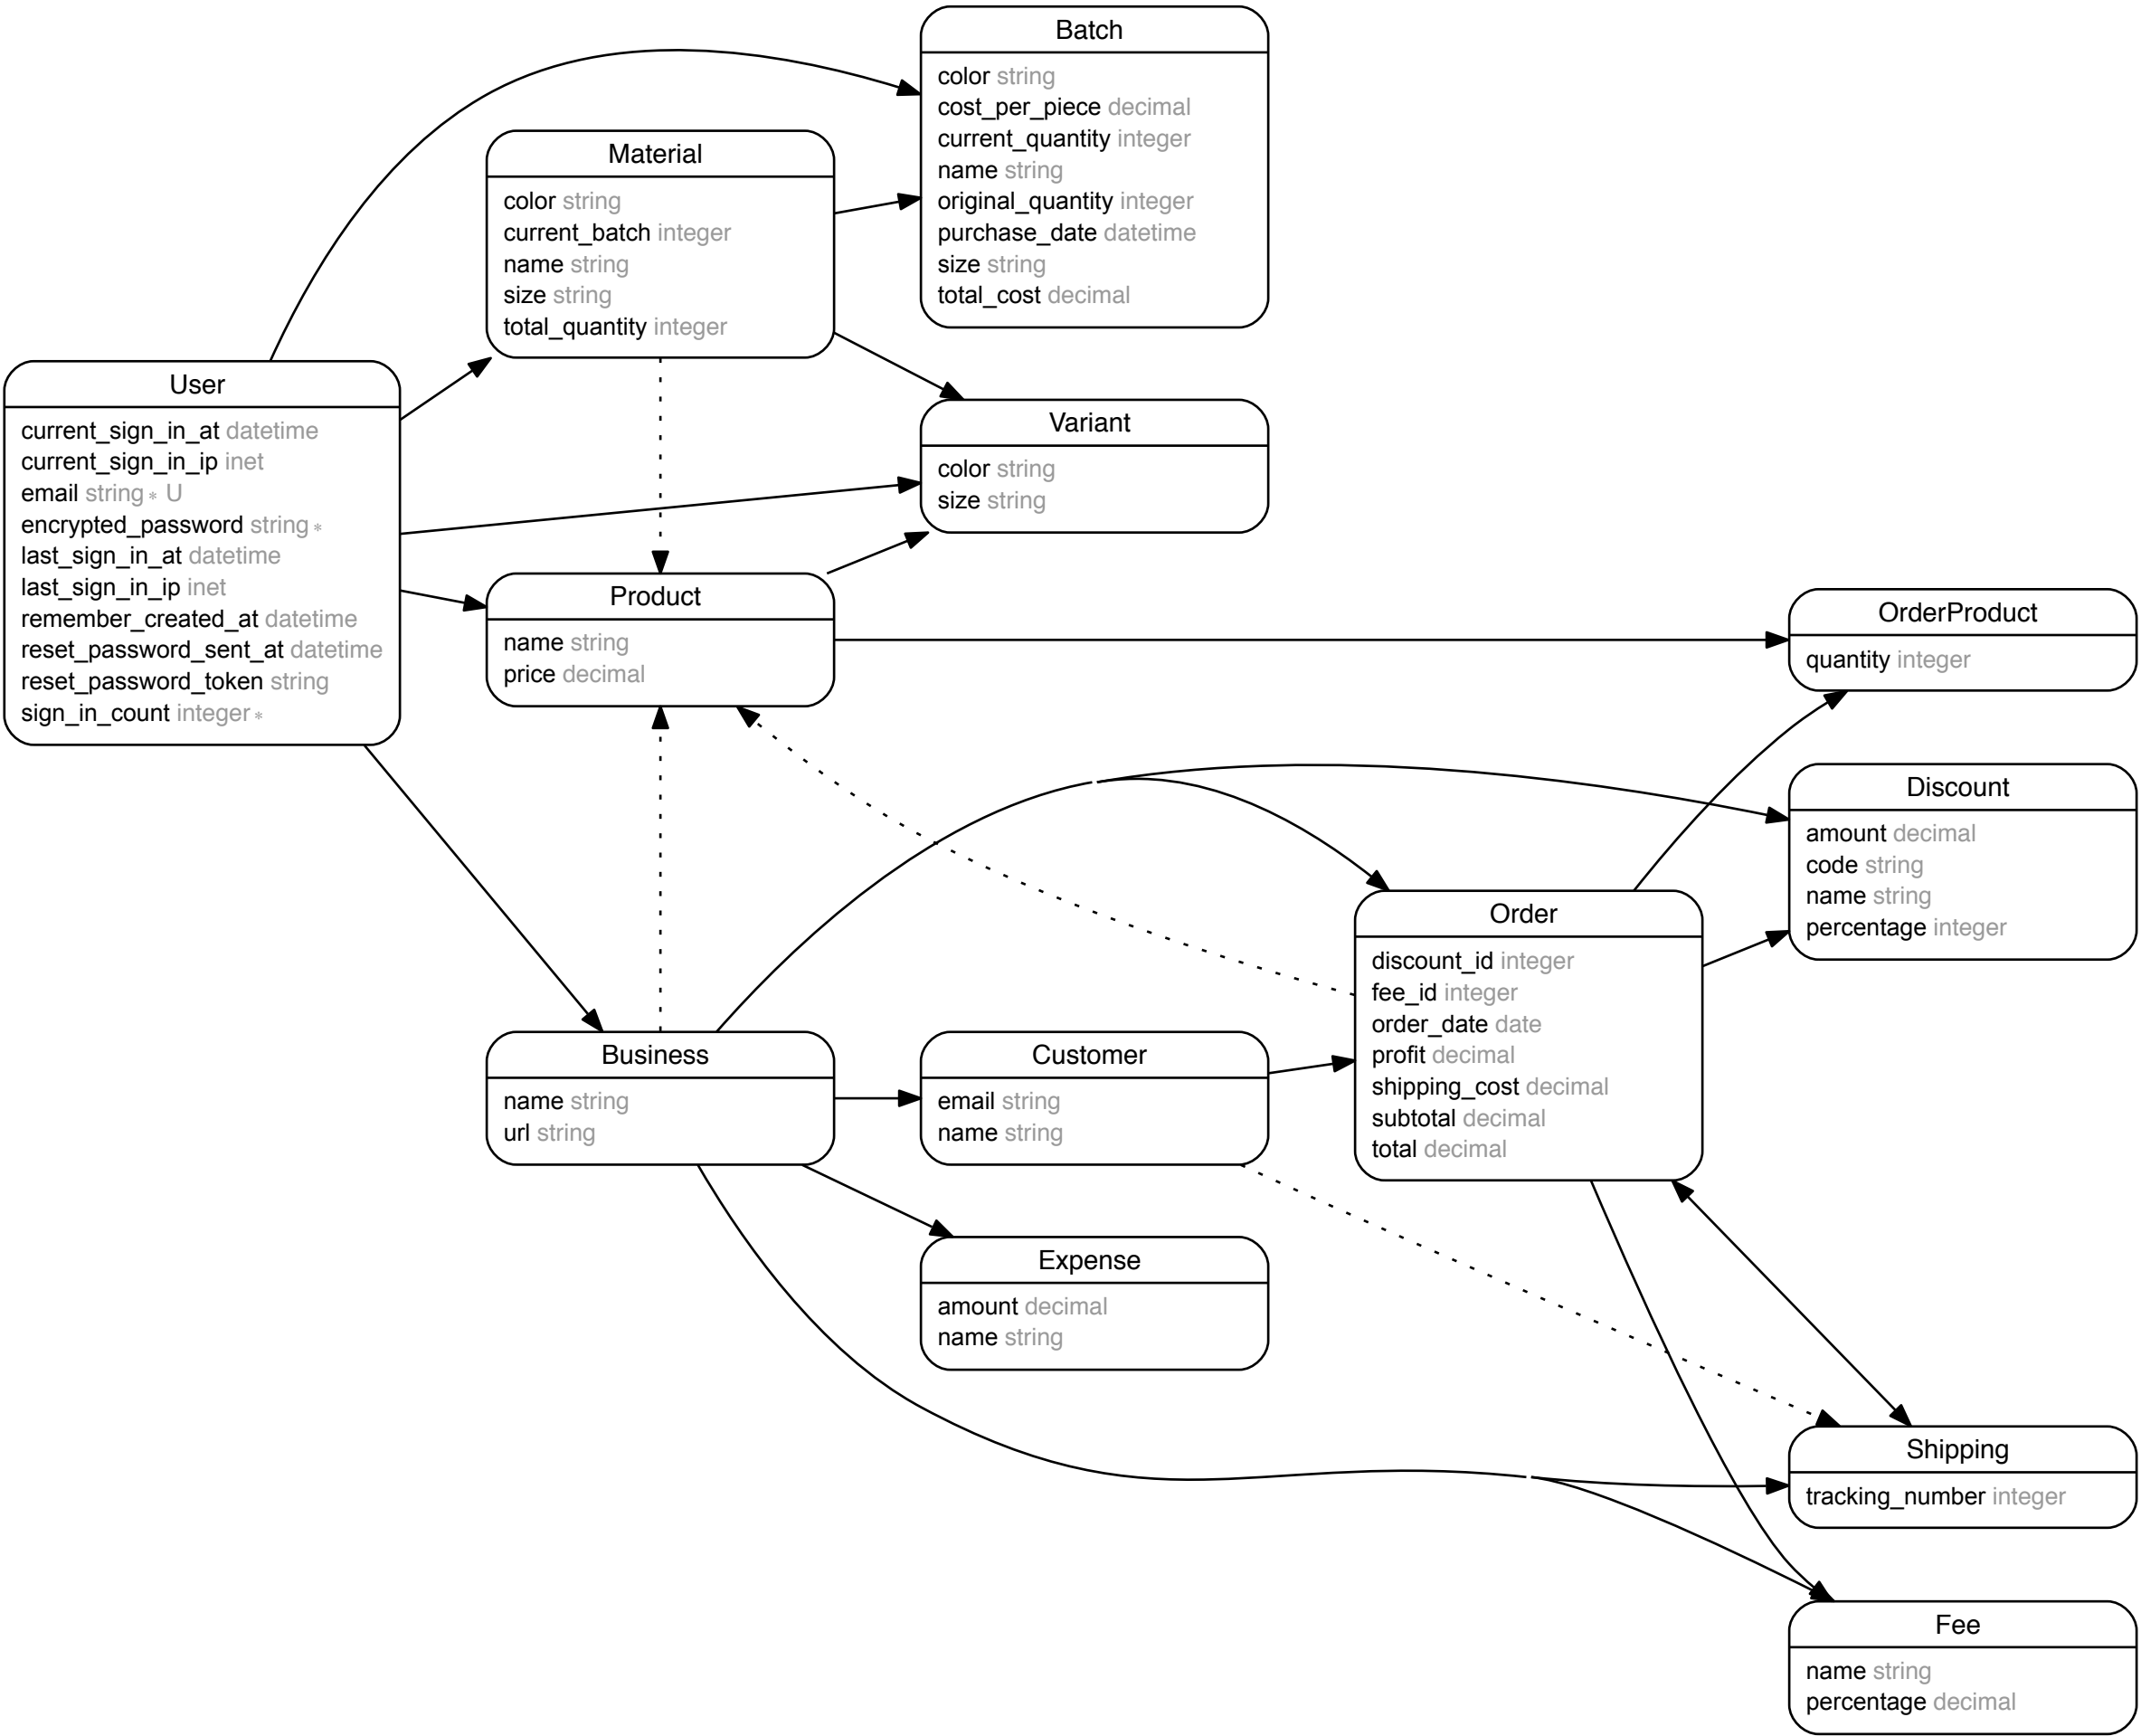 Batch
color string
cost_per_piece decimal
current_quantity integer
name string
original_quantity integer
purchase_date datetime
size string
total_cost decimal
Material
color string
current_batch integer
name string
size string
total_quantity integer
User
current_sign_in_at datetime
current_sign_in_ip inet
email string * U
encrypted_password string *
last_sign_in_at datetime
last_sign_in_ip inet
remember_created_at datetime
reset_password_sent_at datetime
reset_password_token string
sign_in_count integer *
Variant
color string
size string
Product
name string
price decimal
OrderProduct
quantity integer
Discount
amount decimal
code string
name string
percentage integer
Order
discount_id integer
fee_id integer
order_date date
profit decimal
shipping_cost decimal
subtotal decimal
total decimal
Business
name string
url string
Customer
email string
name string
Expense
amount decimal
name string
Shipping
tracking_number integer
Fee
name string
percentage decimal